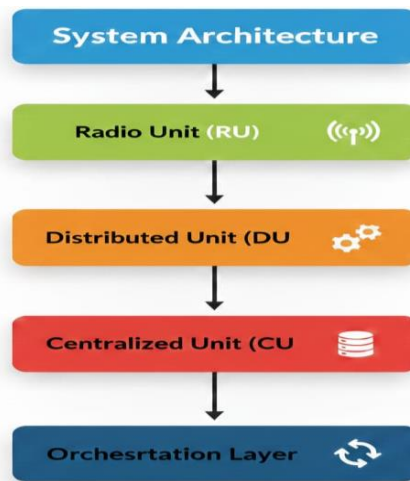 System Architecture
Radio Unit (RU)
Distributed Unit (DU
Centralized Unit (CU
Orchesrtation Layer